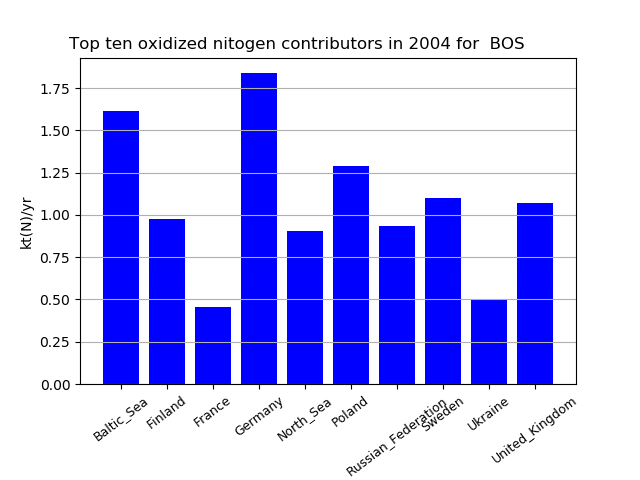 Top ten oxidized nitogen contributors in 2004 for  BOS
kt(N)/yr
1.75
1.50
1.25
1.00
0.75
0.50
0.25
0.00
Baltic_Sea
Finland
France
Germany
North_Sea
Poland
Russian_Federation
Sweden
Ukraine
United_Kingdom